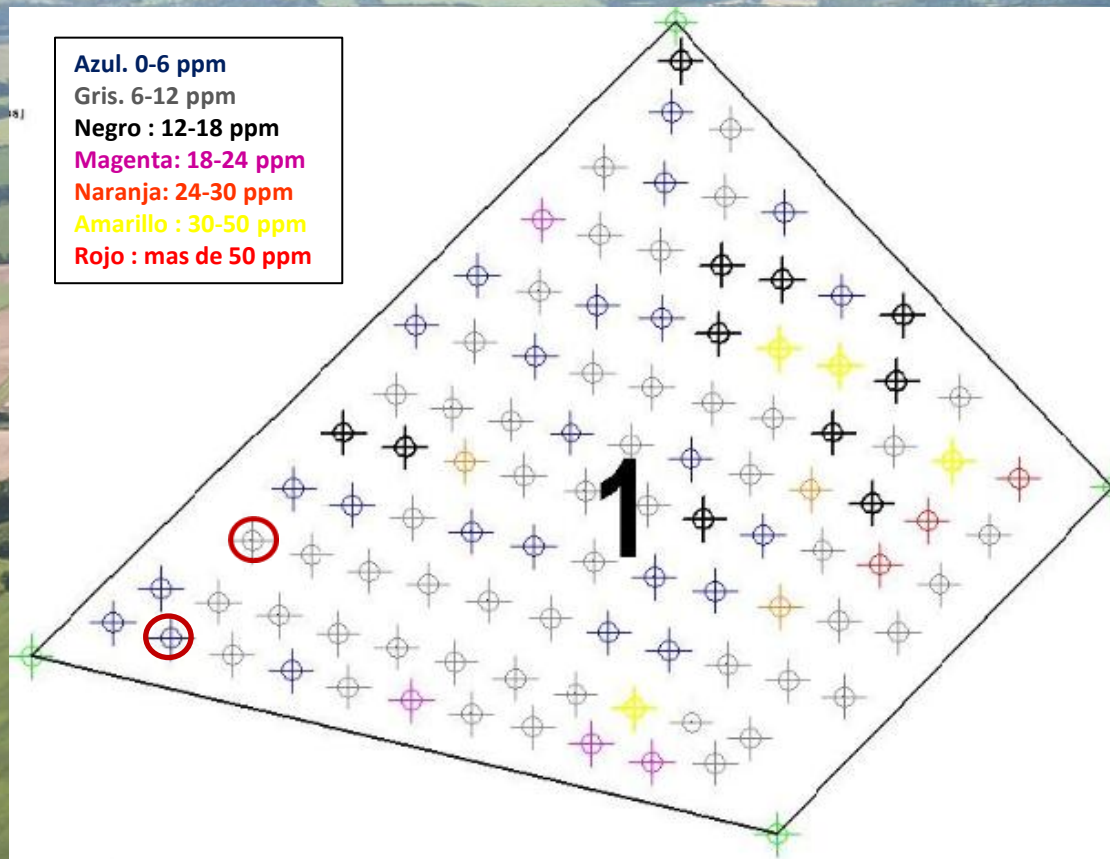 Azul. 0-6 ppm
Gris. 6-12 ppm
Negro : 12-18 ppm
Magenta: 18-24 ppm
Naranja: 24-30 ppm
Amarillo : 30-50 ppm
Rojo : mas de 50 ppm
1